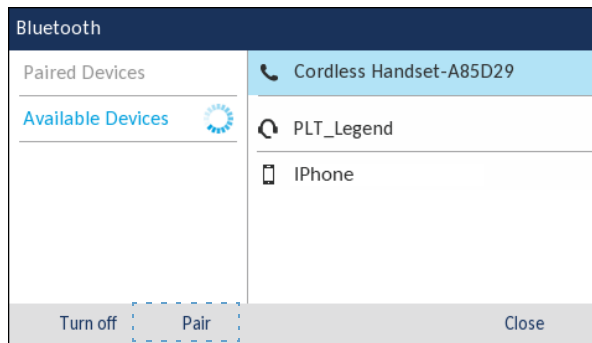 Bluetooth
Paired Devices
Available Devices
Cordless Handset-A85D29
PLT_Legend
IPhone
Turn off Pair Close